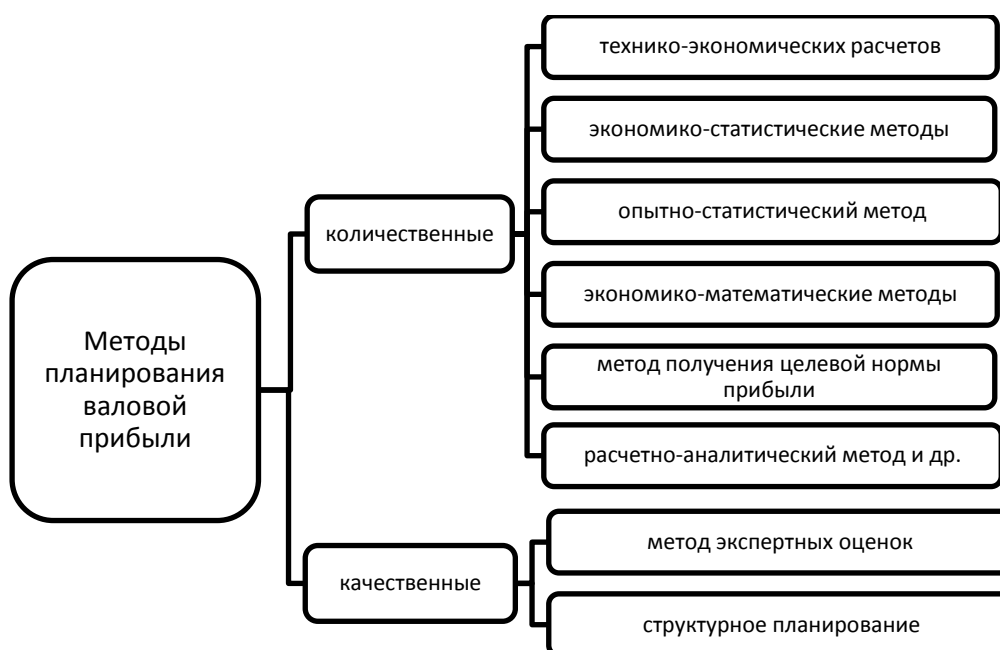 Методы
планирования
валовой
прибыли
количественные
технико-экономических расчетов
экономико-статистические методы
опытно-статистический метод
экономико-математические методы
метод получения целевой нормы
прибыли
расчетно-аналитический метод и др.
качественные
метод экспертных оценок
структурное планирование